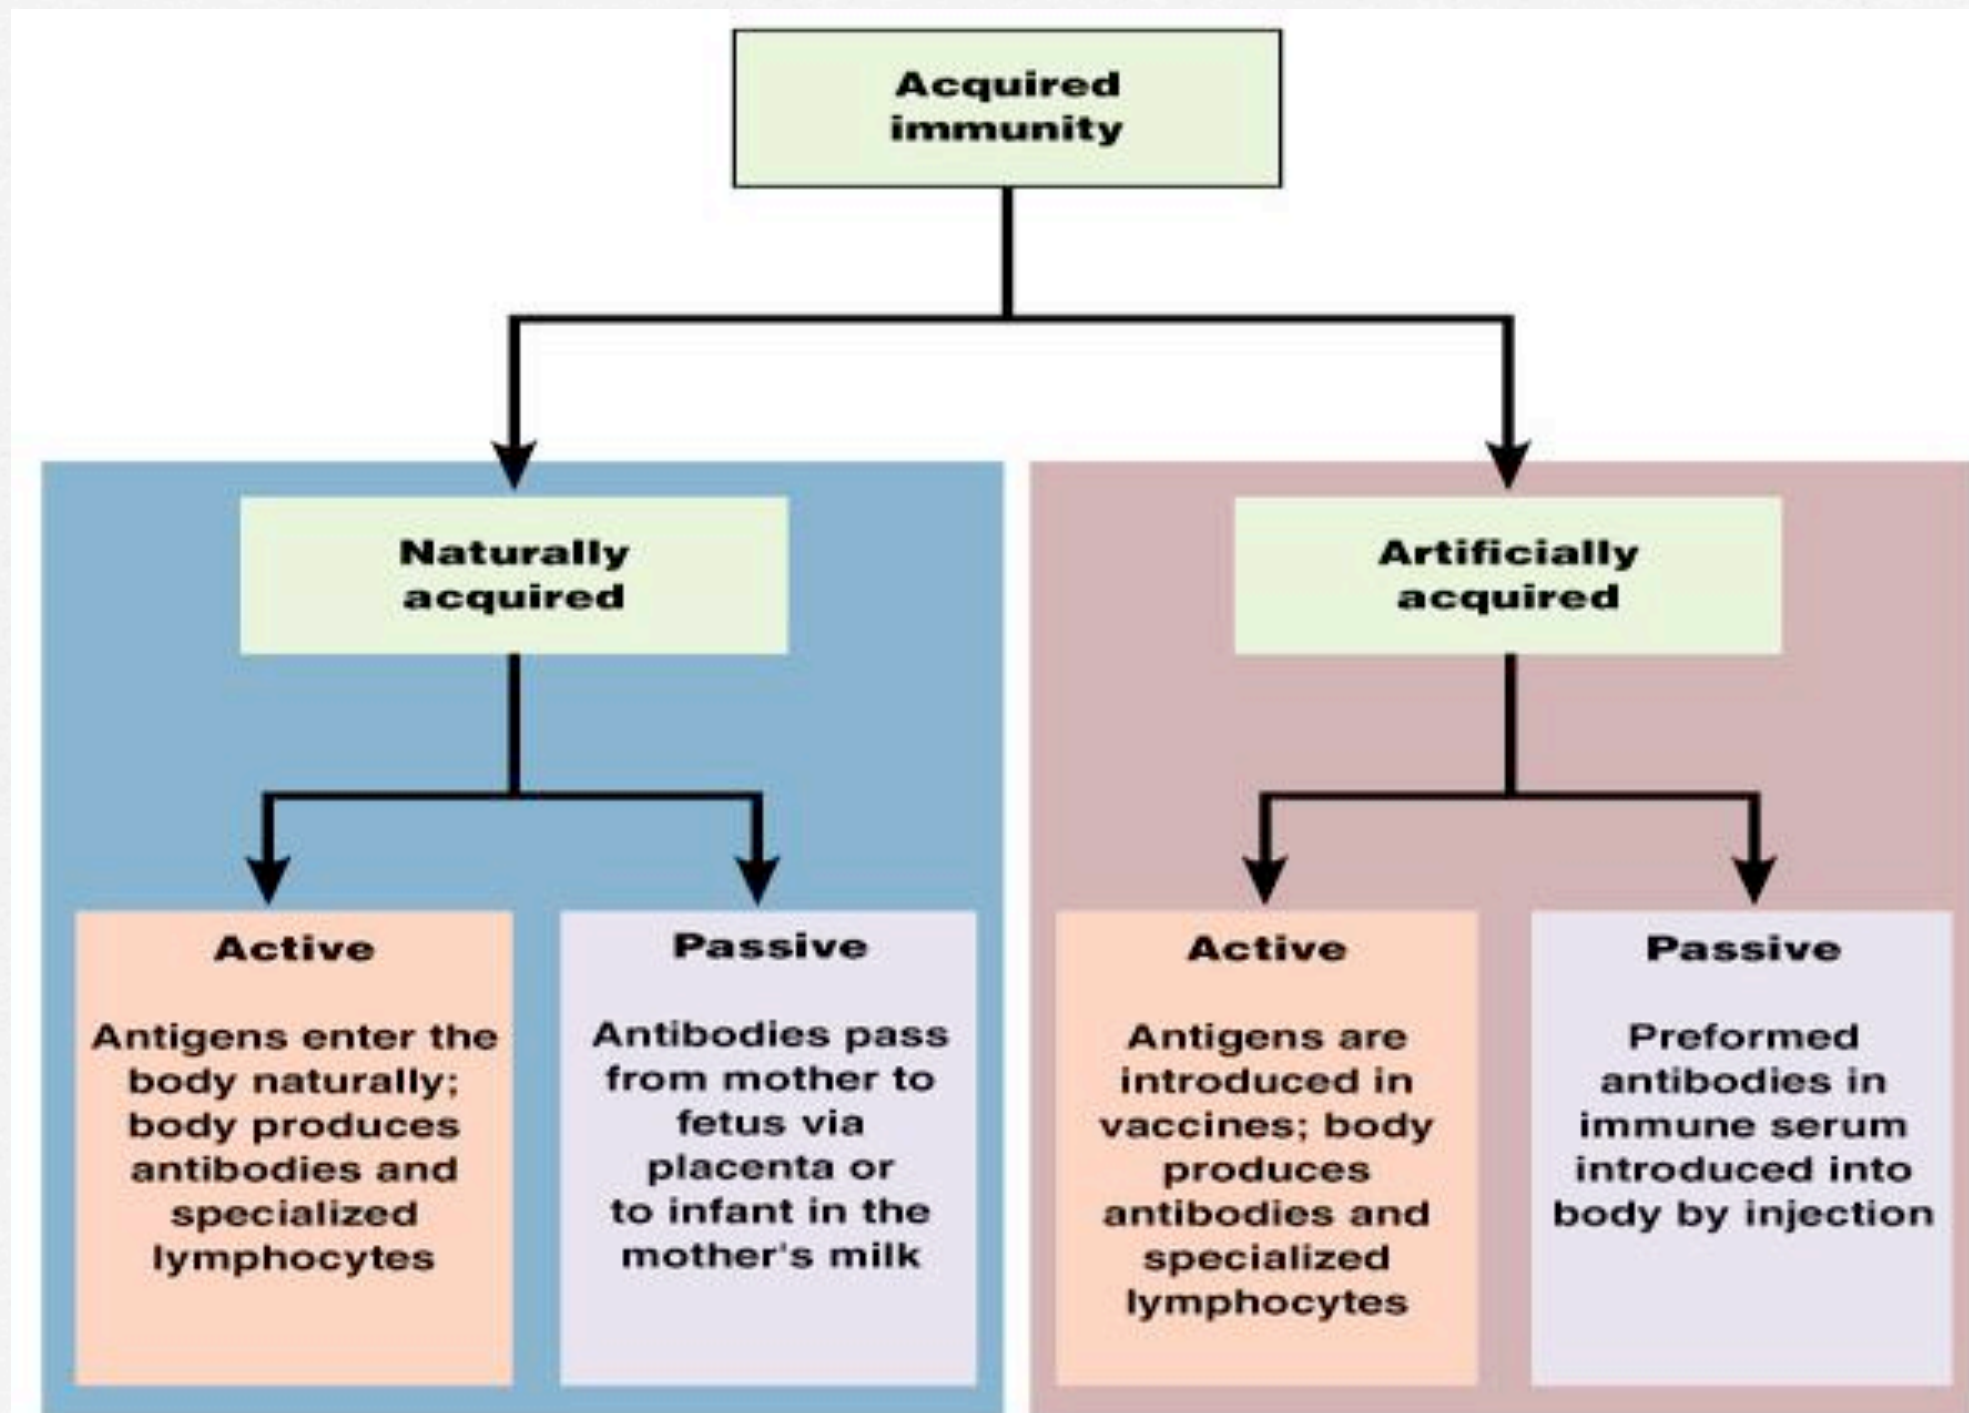 Acquired
immunity
Naturally
acquired
Artificially
acquired
Active
Antigens enter the
body naturally;
body produces
antibodies and
specialized
lymphocytes
Passive
Antibodies pass
from mother to
fetus via
placenta or
to infant in the
mother's milk
Active
Antigens are
introduced in
vaccines; body
produces
antibodies and
specialized
lymphocytes
Passive
Preformed
antibodies in
immune serum
introduced into
body by injection